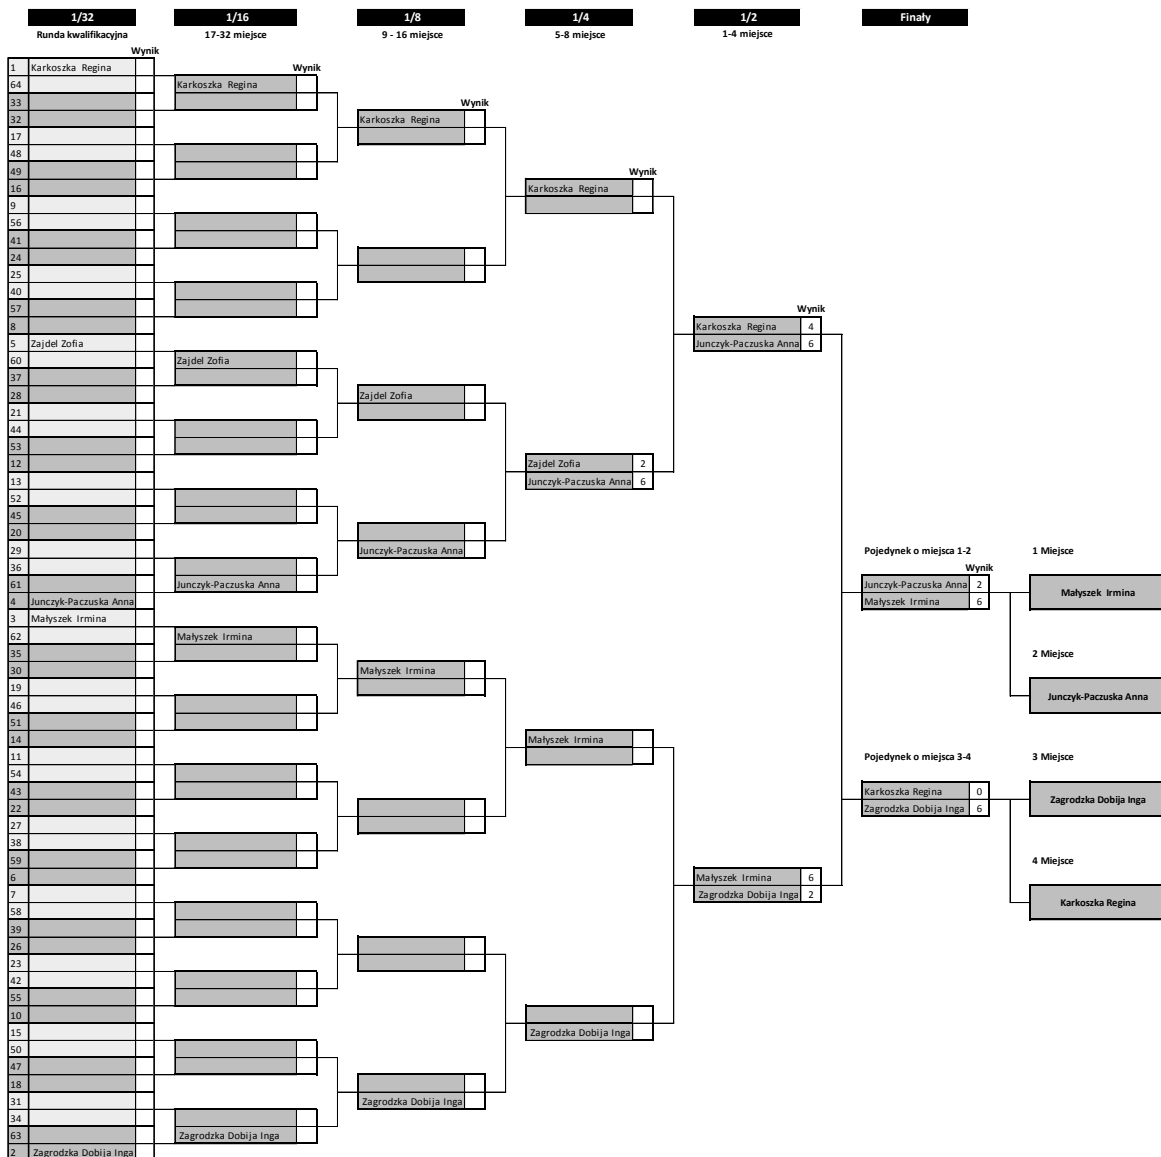 1/32 1/16 1/8 1/4 1/2 Finały
Runda kwalifikacyjna 17-32 miejsce 9 - 16 miejsce 5-8 miejsce 1-4 miejsce
Wynik
1 Karkoszka Regina Wynik
64 Karkoszka Regina
33 Wynik
32 Karkoszka Regina
17
48
49 Wynik
16 Karkoszka Regina
9
56
41
24
25
40
57 Wynik
8 Karkoszka Regina 4
5 Zajdel Zofia Junczyk-Paczuska Anna 6
60 Zajdel Zofia
37
28 Zajdel Zofia
21
44
53
12 Zajdel Zofia 2
13 Junczyk-Paczuska Anna 6
52
45
20
29 Junczyk-Paczuska Anna Pojedynek o miejsca 1-2 1 Miejsce
36 Wynik
61 Junczyk-Paczuska Anna Junczyk-Paczuska Anna 2 Małyszek Irmina
4 Junczyk-Paczuska Anna Małyszek Irmina 6
3 Małyszek Irmina
62 Małyszek Irmina
35 2 Miejsce
30 Małyszek Irmina
19
46 Junczyk-Paczuska Anna
51
14 Małyszek Irmina
11 Pojedynek o miejsca 3-4 3 Miejsce
54
43 Karkoszka Regina 0 Zagrodzka Dobija Inga
22 Zagrodzka Dobija Inga 6
27
38
59 4 Miejsce
6 Małyszek Irmina 6
7 Zagrodzka Dobija Inga 2
58 Karkoszka Regina
39
26
23
42
55
10
15 Zagrodzka Dobija Inga
50
47
18
31 Zagrodzka Dobija Inga
34
63 Zagrodzka Dobija Inga
2 Zagrodzka Dobija Inga